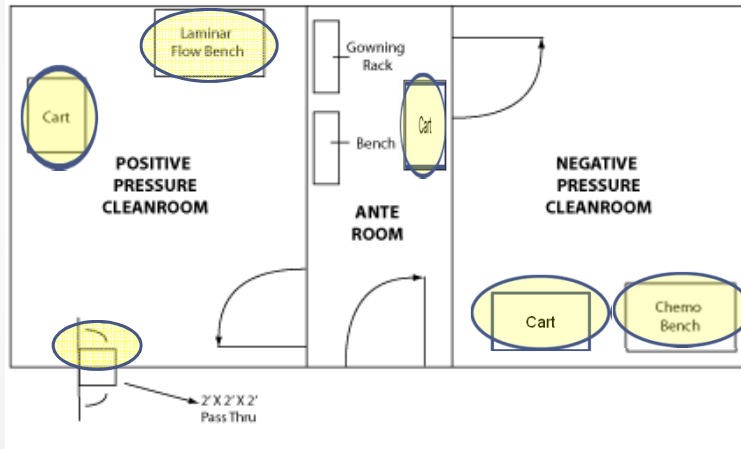 Laminar
Flow Bench
Cart
POSITIVE
PRESSURE
CLEANROOM
2' X 2' X 2'
Pass Thru
Gowning
Rack
Bench
Cart
ANTE
ROOM
NEGATIVE
PRESSURE
CLEANROOM
Cart
Chemo
Bench